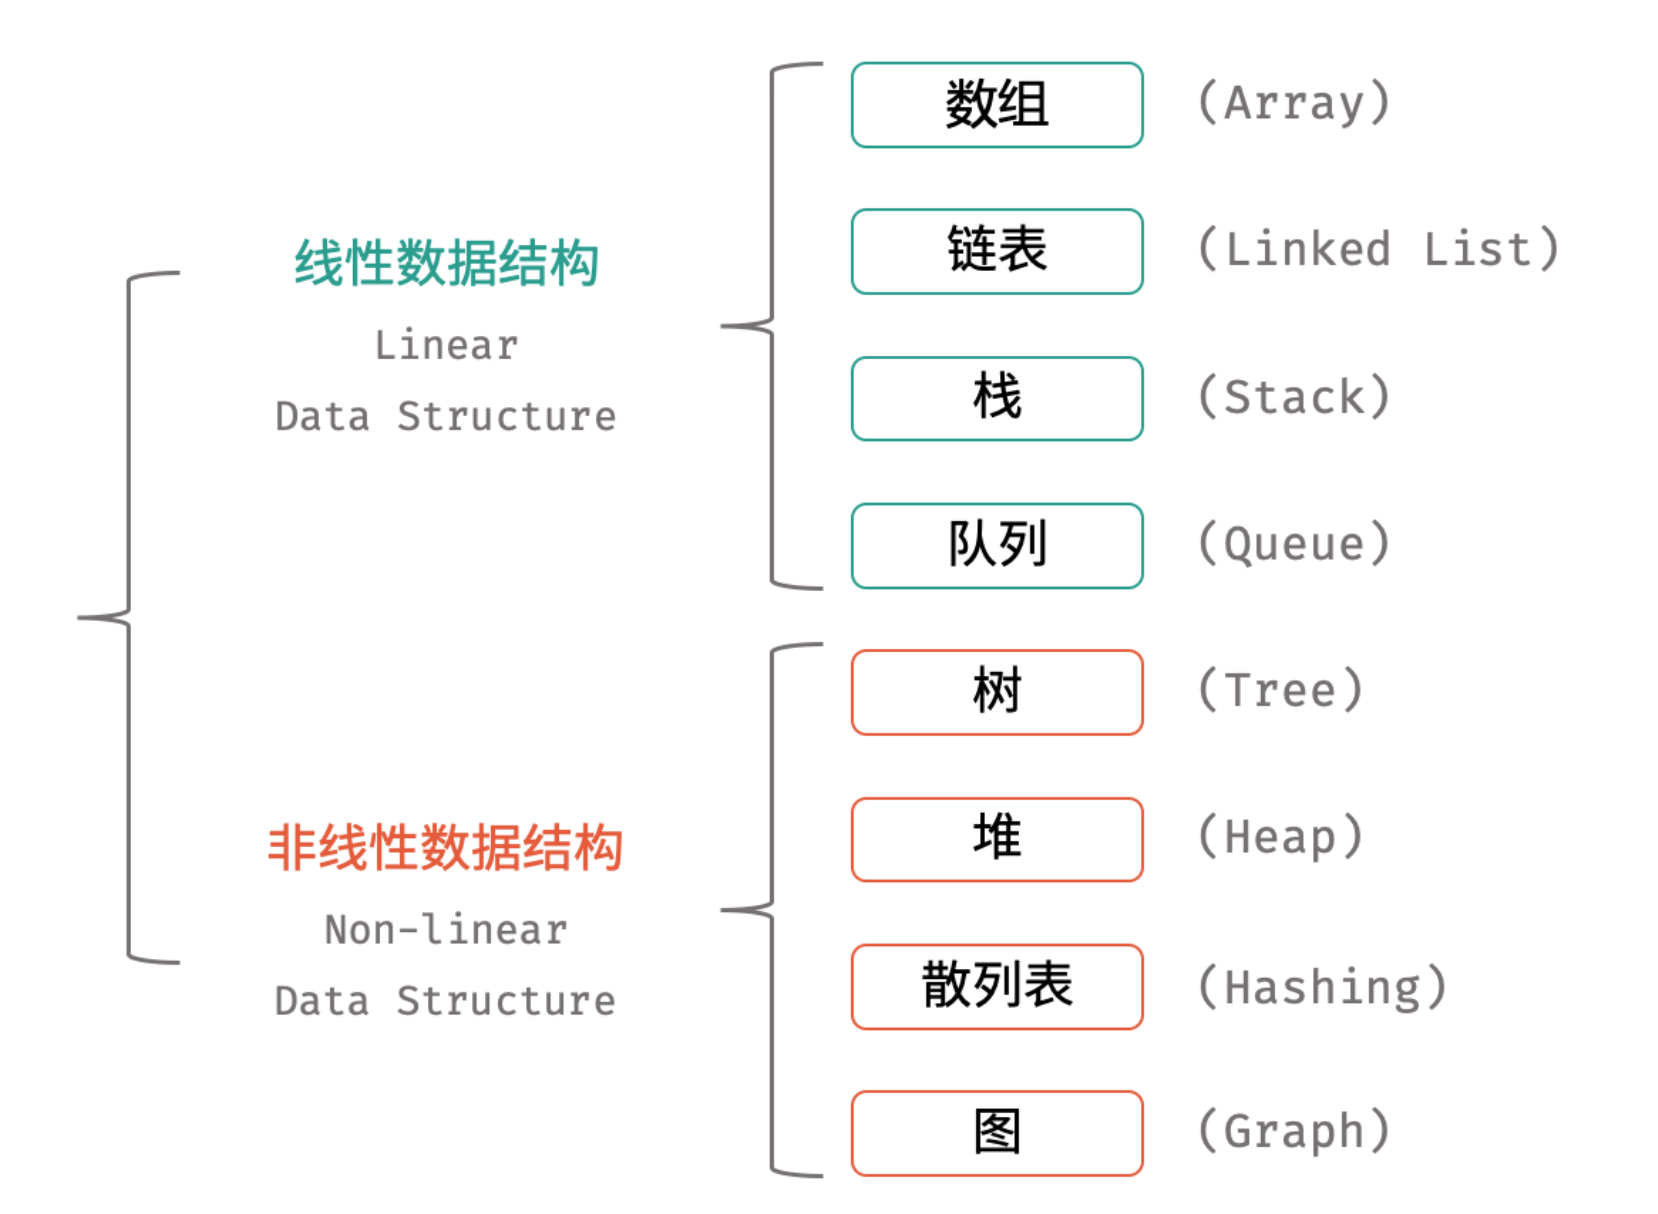 线性数据结构
Linear
Data Structure
数组 (Array)
链表 (Linked List)
栈 (Stack)
队列 (Queue)
非线性数据结构
Non-linear
Data Structure
树 (Tree)
堆 (Heap)
散列表 (Hashing)
图 (Graph)